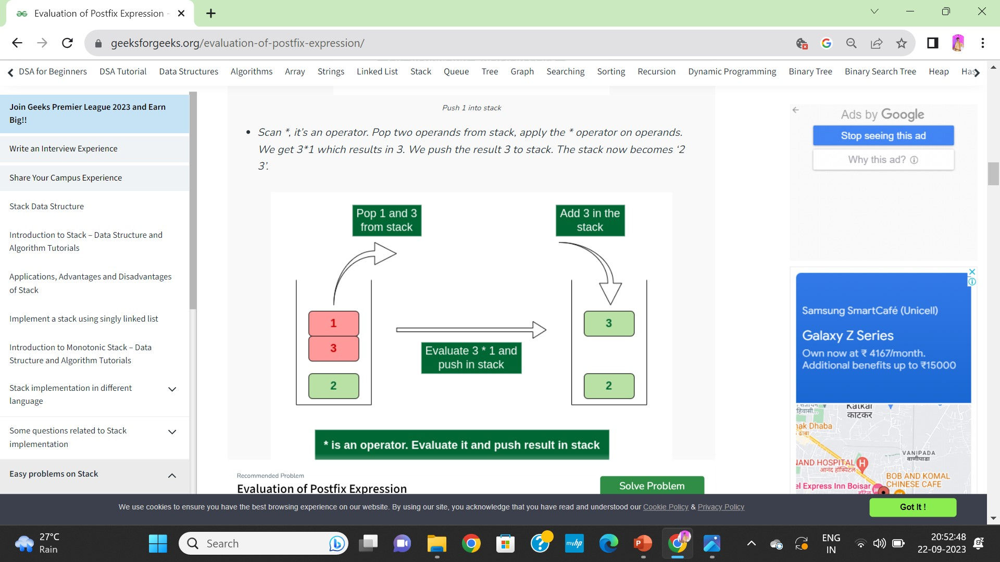 Evaluation of Postfix Expression -
geeksforgeeks.org/evaluation-of-postfix-expression/
DSA for Beginners DSA Tutorial Data Structures Algorithms Array Strings Linked List Stack Queue Tree Graph Searching Sorting Recursion Dynamic Programming Binary Tree Binary Search Tree Heap Has
Join Geeks Premier League 2023 and Earn
Big!!
Write an Interview Experience
Share Your Campus Experience
Stack Data Structure
Introduction to Stack – Data Structure and
Algorithm Tutorials
Applications, Advantages and Disadvantages
of Stack
Implement a stack using singly linked list
Introduction to Monotonic Stack – Data
Structure and Algorithm Tutorials
Stack implementation in different
language
Some questions related to Stack
implementation
Easy problems on Stack
Push 1 into stack
• Scan *, it’s an operator. Pop two operands from stack, apply the * operator on operands.
We get 3*1 which results in 3. We push the result 3 to stack. The stack now becomes ‘2
3’.
Pop 1 and 3
from stack
Add 3 in the
stack
1
3
2
Evaluate 3 * 1 and
push in stack
3
2
* is an operator. Evaluate it and push result in stack
Recommended Problem
Evaluation of Postfix Expression
Solve Problem
Ads by Google
Stop seeing this ad
Why this ad?
Samsung SmartCafé (Unicell)
Galaxy Z Series
Own now at ₹ 4167/month.
Additional benefits up to ₹15000
Katkar
काटकर
nak Dhaba
VANIPADA
वाणीपाडा
NAND HOSPITAL
H
आनंद हॉस्पिटल
BOB AND KOMAL
CHINESE CAFE
el Express Inn Boisar
We use cookies to ensure you have the best browsing experience on our website. By using our site, you acknowledge that you have read and understood our Cookie Policy & Privacy Policy
Got It !
27°C
Rain
Search
myhp
ENG
IN
20:52:48
22-09-2023